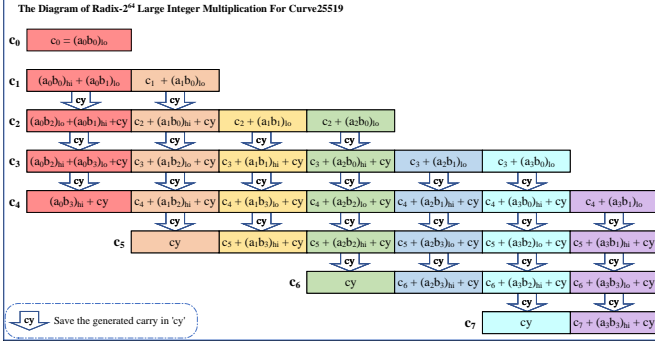 The Diagram of Radix-2⁶⁴ Large Integer Multiplication For Curve25519
c₀ c₀ = (a₀b₀)ₗₒ
c₁ (a₀b₀)ₕᵢ + (a₀b₁)ₗₒ c₁ + (a₁b₀)ₗₒ
cy cy
c₂ (a₀b₂)ₗₒ+(a₀b₁)ₕᵢ+cy c₂ + (a₁b₀)ₕᵢ + cy c₂ + (a₁b₁)ₗₒ c₂ + (a₂b₀)ₗₒ
cy cy cy cy
c₃ (a₀b₂)ₕᵢ+(a₀b₃)ₗₒ+cy c₃ + (a₁b₂)ₗₒ + cy c₃ + (a₁b₁)ₕᵢ + cy c₃ + (a₂b₀)ₕᵢ + cy c₃ + (a₂b₁)ₗₒ c₃ + (a₃b₀)ₗₒ
cy cy cy cy cy cy
c₄ (a₀b₃)ₕᵢ + cy c₄ + (a₁b₂)ₕᵢ + cy c₄ + (a₁b₃)ₗₒ + cy c₄ + (a₂b₂)ₗₒ + cy c₄ + (a₂b₁)ₕᵢ + cy c₄ + (a₃b₀)ₕᵢ + cy c₄ + (a₃b₁)ₗₒ
cy cy cy cy cy cy
c₅ cy c₅ + (a₁b₃)ₕᵢ + cy c₅ + (a₂b₂)ₕᵢ + cy c₅ + (a₂b₃)ₗₒ + cy c₅ + (a₃b₂)ₗₒ + cy c₅ + (a₃b₁)ₕᵢ + cy
cy cy cy cy
c₆ cy c₆ + (a₂b₃)ₕᵢ + cy c₆ + (a₃b₂)ₕᵢ + cy c₆ + (a₃b₃)ₗₒ + cy
cy cy
c₇ cy c₇ + (a₃b₃)ₕᵢ + cy
cy Save the generated carry in 'cy'